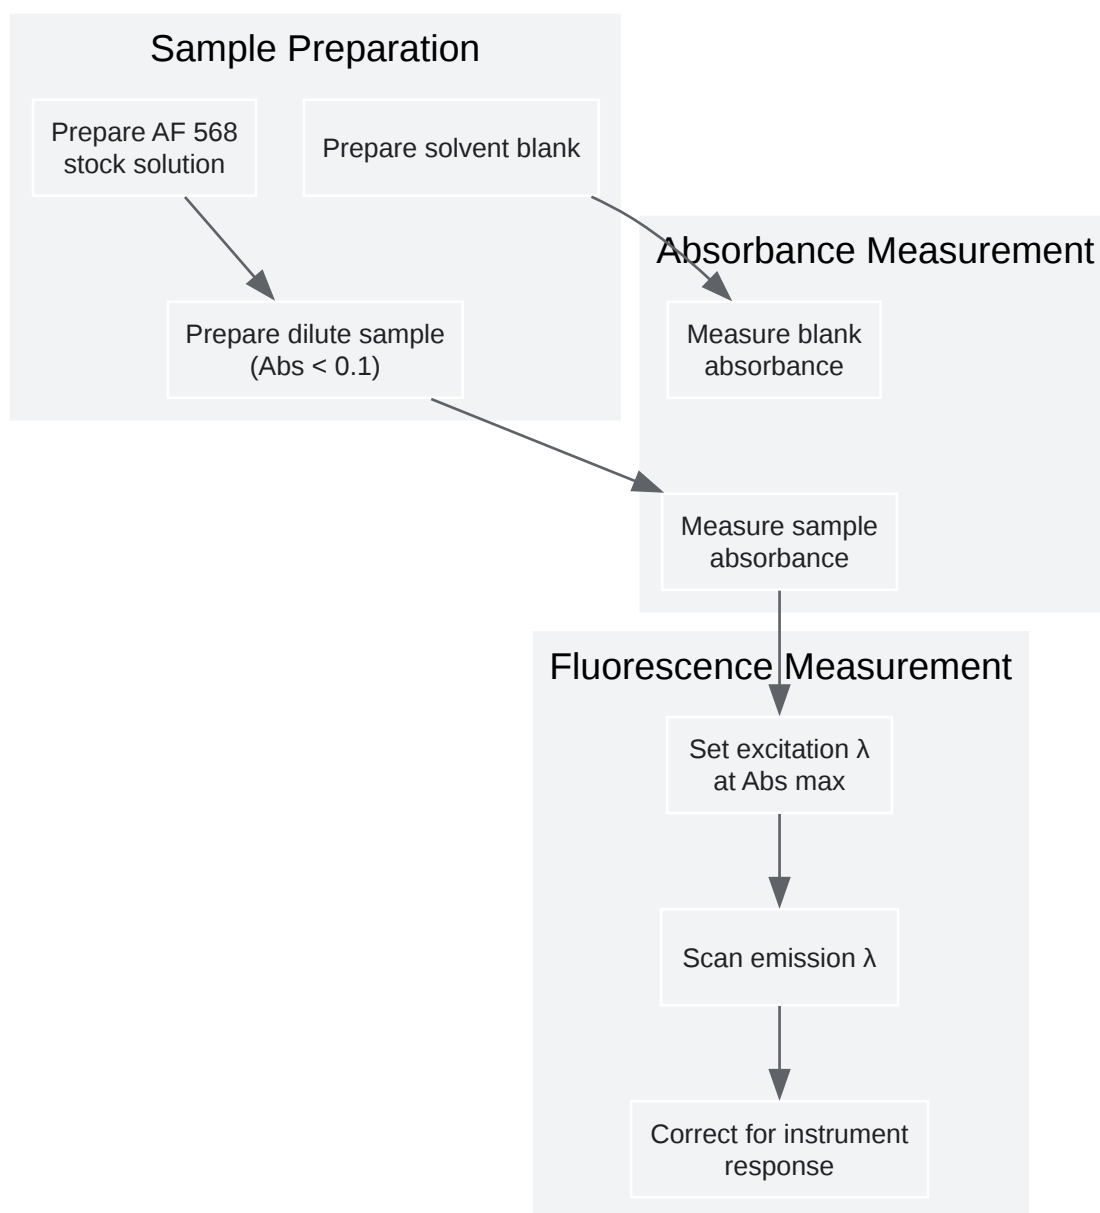 Sample Preparation
Prepare AF 568
stock solution
Prepare solvent blank
Prepare dilute sample
(Abs < 0.1)
Absorbance Measurement
Measure blank
absorbance
Measure sample
absorbance
Fluorescence Measurement
Set excitation λ
at Abs max
Scan emission λ
Correct for instrument
response